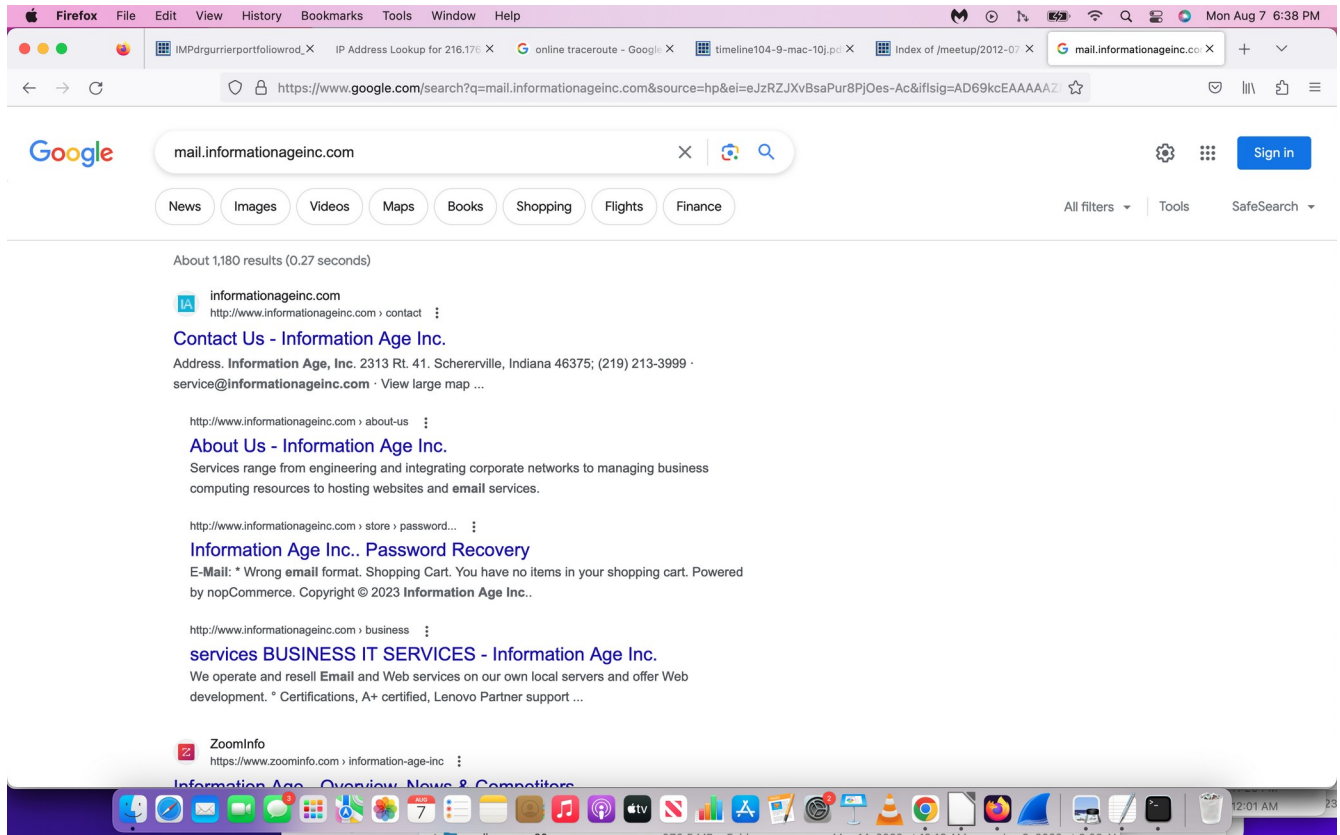 Firefox File Edit View History Bookmarks Tools Window Help Mon Aug 7 6:38 PM
IMPdrgurrierportfoliowrod_ IP Address Lookup for 216.176 online traceroute - Google timeline104-9-mac-10j.pd Index of /meetup/2012-07 mail.informationageinc.co
https://www.google.com/search?q=mail.informationageinc.com&source=hp&ei=eJzRZJXvBsaPur8PjOes-Ac&iflsig=AD69kcEAAAAAZ
Google mail.informationageinc.com Sign in
News Images Videos Maps Books Shopping Flights Finance All filters Tools SafeSearch
About 1,180 results (0.27 seconds)
IA informationageinc.com
http://www.informationageinc.com › contact
Contact Us - Information Age Inc.
Address. Information Age, Inc. 2313 Rt. 41. Schererville, Indiana 46375; (219) 213-3999 ·
service@informationageinc.com · View large map ...
http://www.informationageinc.com › about-us
About Us - Information Age Inc.
Services range from engineering and integrating corporate networks to managing business
computing resources to hosting websites and email services.
http://www.informationageinc.com › store › password...
Information Age Inc.. Password Recovery
E-Mail: * Wrong email format. Shopping Cart. You have no items in your shopping cart. Powered
by nopCommerce. Copyright © 2023 Information Age Inc..
http://www.informationageinc.com › business
services BUSINESS IT SERVICES - Information Age Inc.
We operate and resell Email and Web services on our own local servers and offer Web
development. ° Certifications, A+ certified, Lenovo Partner support ...
Z ZoomInfo
https://www.zoominfo.com › information-age-inc
Information Age - Overview, News & Competitors
3 AUG 7 tv 2
12:01 AM 23